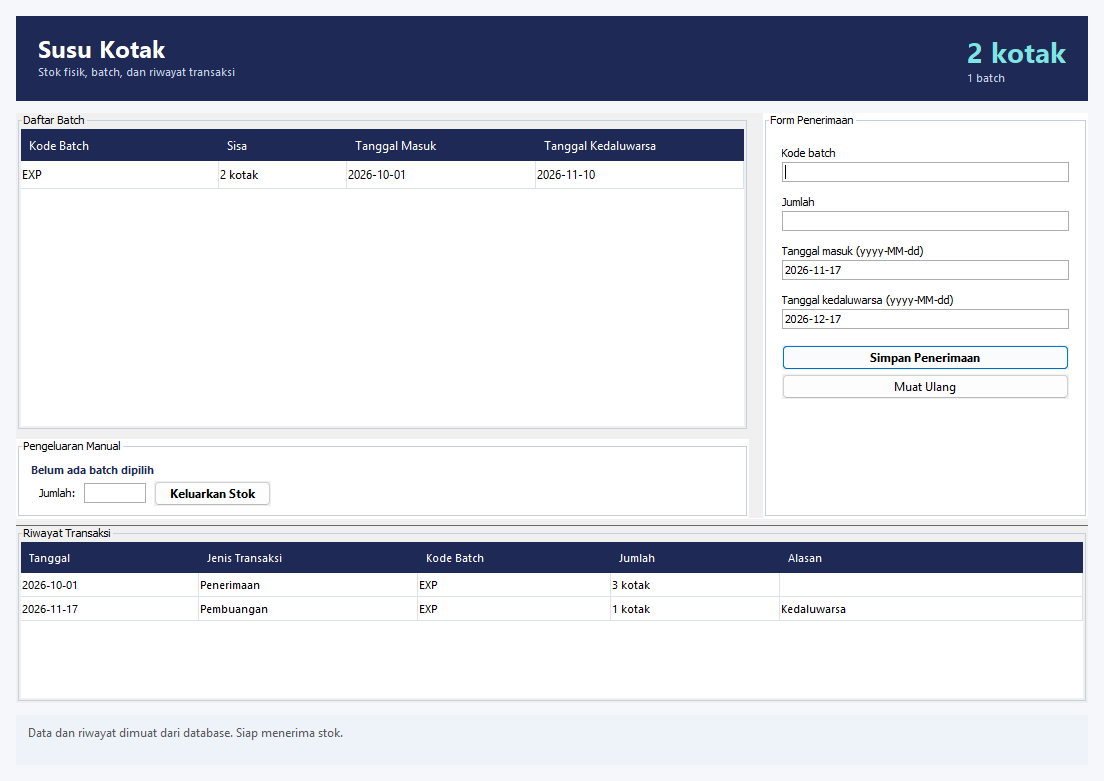 Susu Kotak
Stok fisik, batch, dan riwayat transaksi
2 kotak
1 batch
Daftar Batch
Kode Batch Sisa Tanggal Masuk Tanggal Kedaluwarsa
EXP 2 kotak 2026-10-01 2026-11-10
Form Penerimaan
Kode batch
Jumlah
Tanggal masuk (yyyy-MM-dd)
2026-11-17
Tanggal kedaluwarsa (yyyy-MM-dd)
2026-12-17
Simpan Penerimaan
Muat Ulang
Pengeluaran Manual
Belum ada batch dipilih
Jumlah: Keluarkan Stok
Riwayat Transaksi
Tanggal Jenis Transaksi Kode Batch Jumlah Alasan
2026-10-01 Penerimaan EXP 3 kotak
2026-11-17 Pembuangan EXP 1 kotak Kedaluwarsa
Data dan riwayat dimuat dari database. Siap menerima stok.